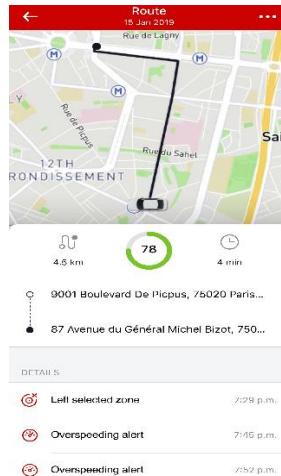 Route
15 Jan 2019
Rue de Lagny
Rue de Picpus
Rue du Sahel
12TH
RONDISSEMENT
Sai
M
M
M
78
4.6 km
4 min
9001 Boulevard De Picpus, 75020 Paris...
87 Avenue du Général Michel Bizot, 750...
DETAILS
Left selected zone 7:29 p.m.
Overspeeding alert 7:45 p.m.
Overspeeding alert 7:52 p.m.